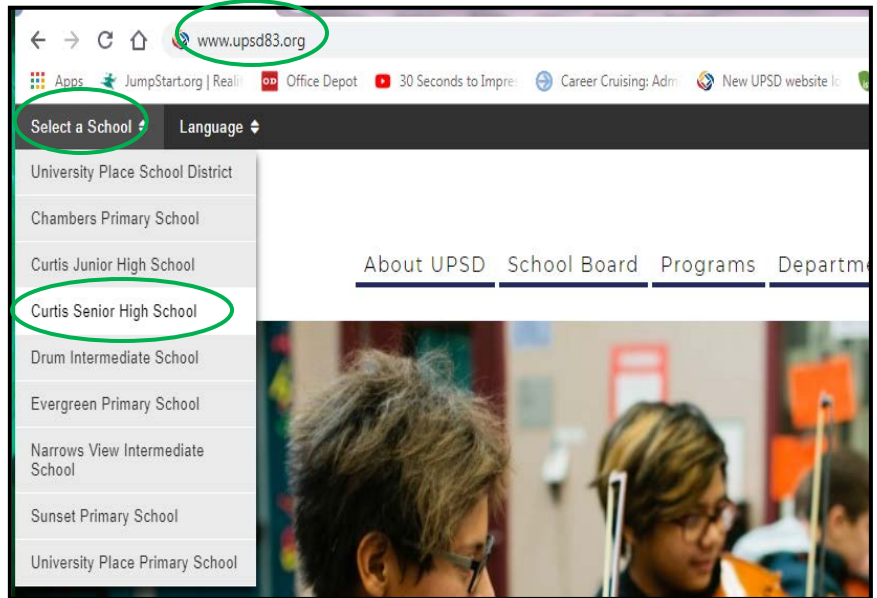 www.upsd83.org
Apps JumpStart.org | Reali Office Depot 30 Seconds to Impre Career Cruising: Adm New UPSD website lo
Select a School Language
University Place School District
Chambers Primary School
Curtis Junior High School
About UPSD School Board Programs Departme
Curtis Senior High School
Drum Intermediate School
Evergreen Primary School
Narrows View Intermediate
School
Sunset Primary School
University Place Primary School